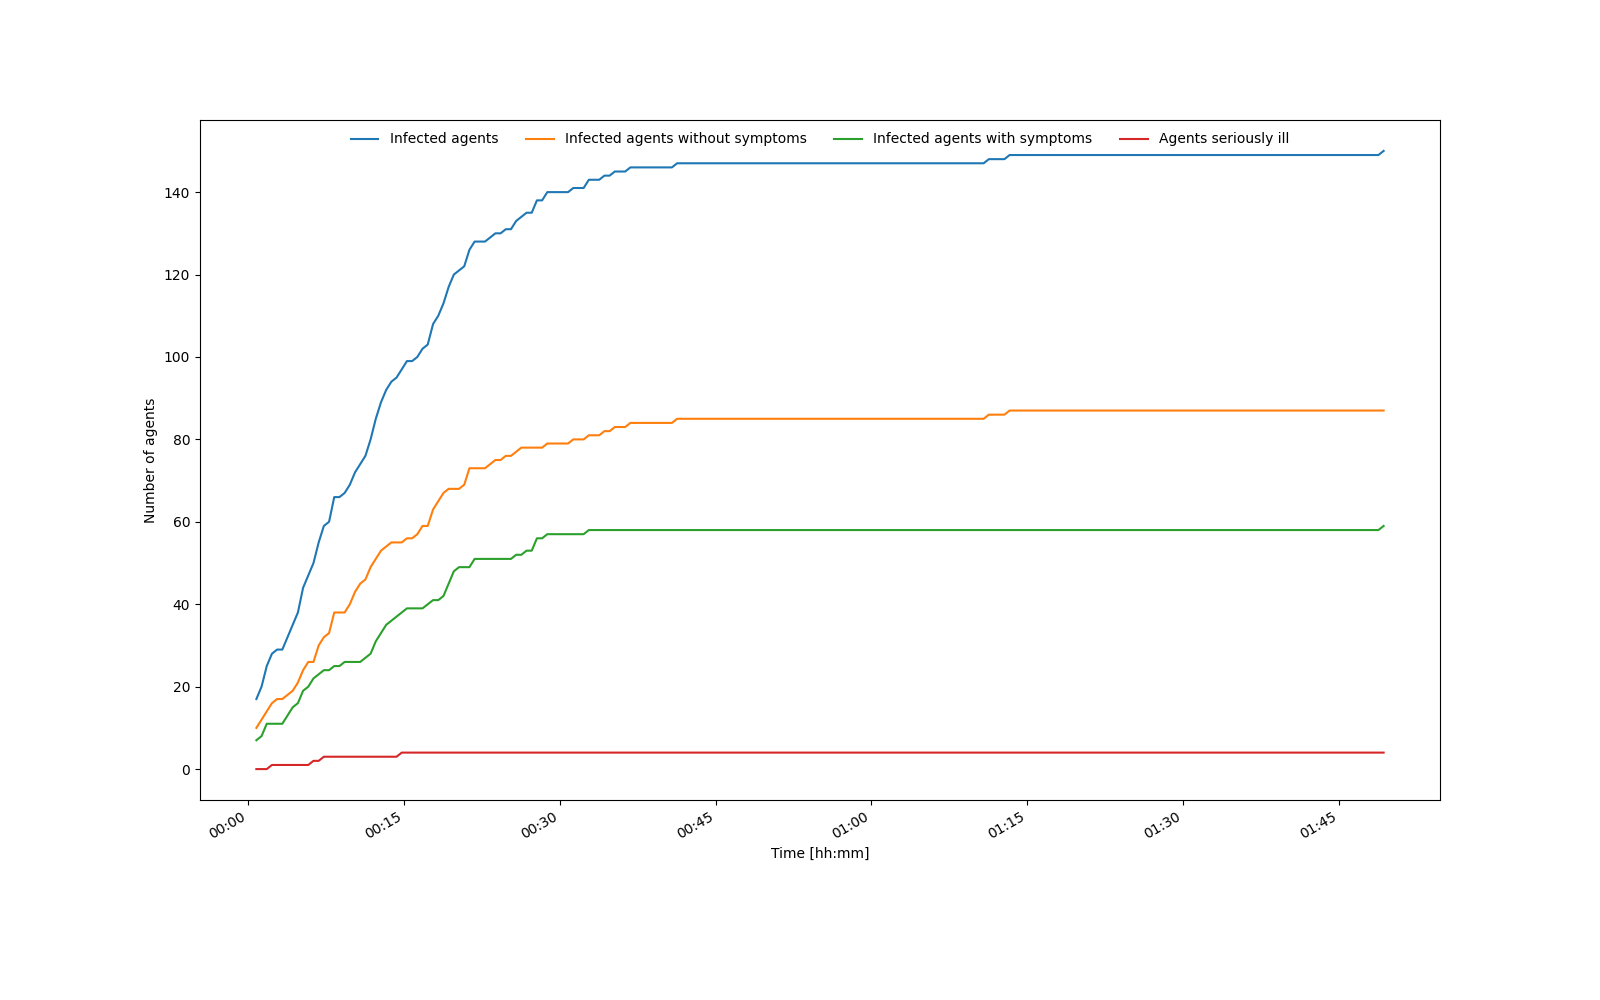 Infected agents Infected agents without symptoms Infected agents with symptoms Agents seriously ill
140
120
100
80
60
40
20
0
Number of agents
00:00 00:15 00:30 00:45 01:00 01:15 01:30 01:45
Time [hh:mm]